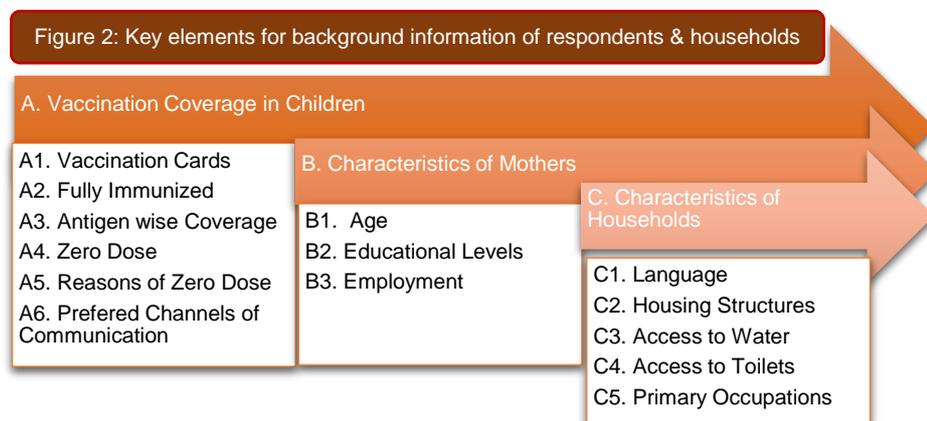 Figure 2: Key elements for background information of respondents & households
A. Vaccination Coverage in Children
A1. Vaccination Cards
A2. Fully Immunized
A3. Antigen wise Coverage
A4. Zero Dose
A5. Reasons of Zero Dose
A6. Prefered Channels of
Communication
B. Characteristics of Mothers
B1. Age
B2. Educational Levels
B3. Employment
C. Characteristics of
Households
C1. Language
C2. Housing Structures
C3. Access to Water
C4. Access to Toilets
C5. Primary Occupations